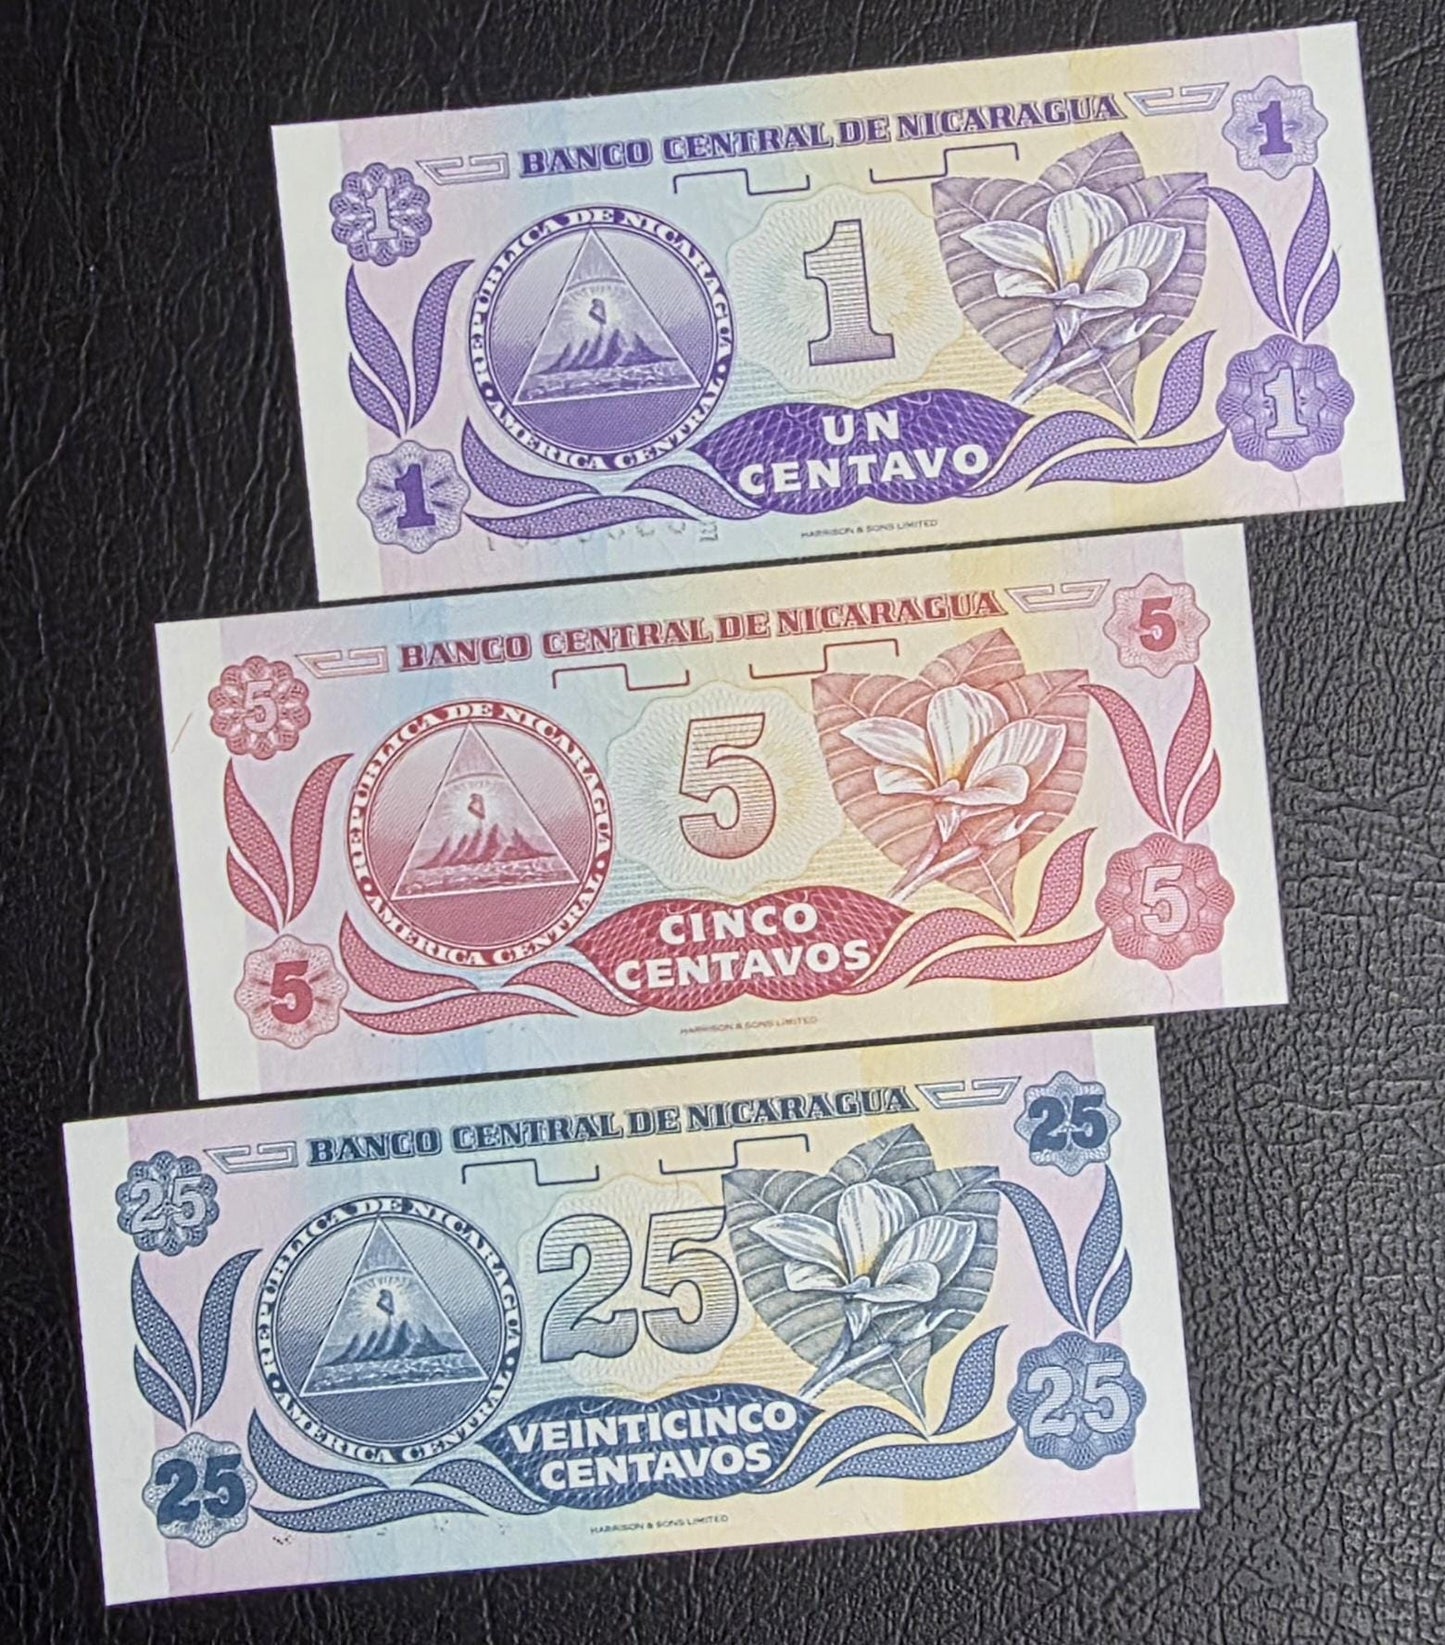 BANCO CENTRAL DE NICARAGUA
1
1
REPUBLICA DE NICARAGUA
AMERICA CENTRAL
1
1
1
UN
CENTAVO
HARRISON & SONS LIMITED
BANCO CENTRAL DE NICARAGUA
5
5
REPUBLICA DE NICARAGUA
AMERICA CENTRAL
5
5
5
CINCO
CENTAVOS
HARRISON & SONS LIMITED
BANCO CENTRAL DE NICARAGUA
25
25
REPUBLICA DE NICARAGUA
AMERICA CENTRAL
25
25
25
VEINTICINCO
CENTAVOS
HARRISON & SONS LIMITED